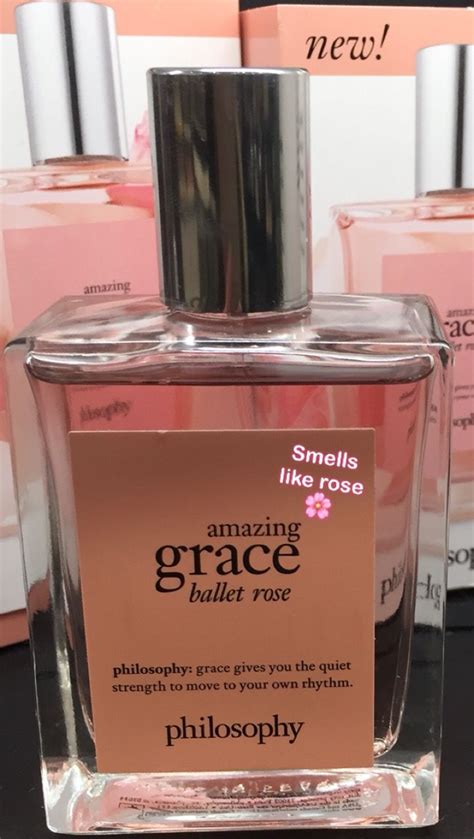 new!
amazing
philosophy
Smells
like rose
🌸
amazing
grace
ballet rose
philosophy: grace gives you the quiet
strength to move to your own rhythm.
philosophy